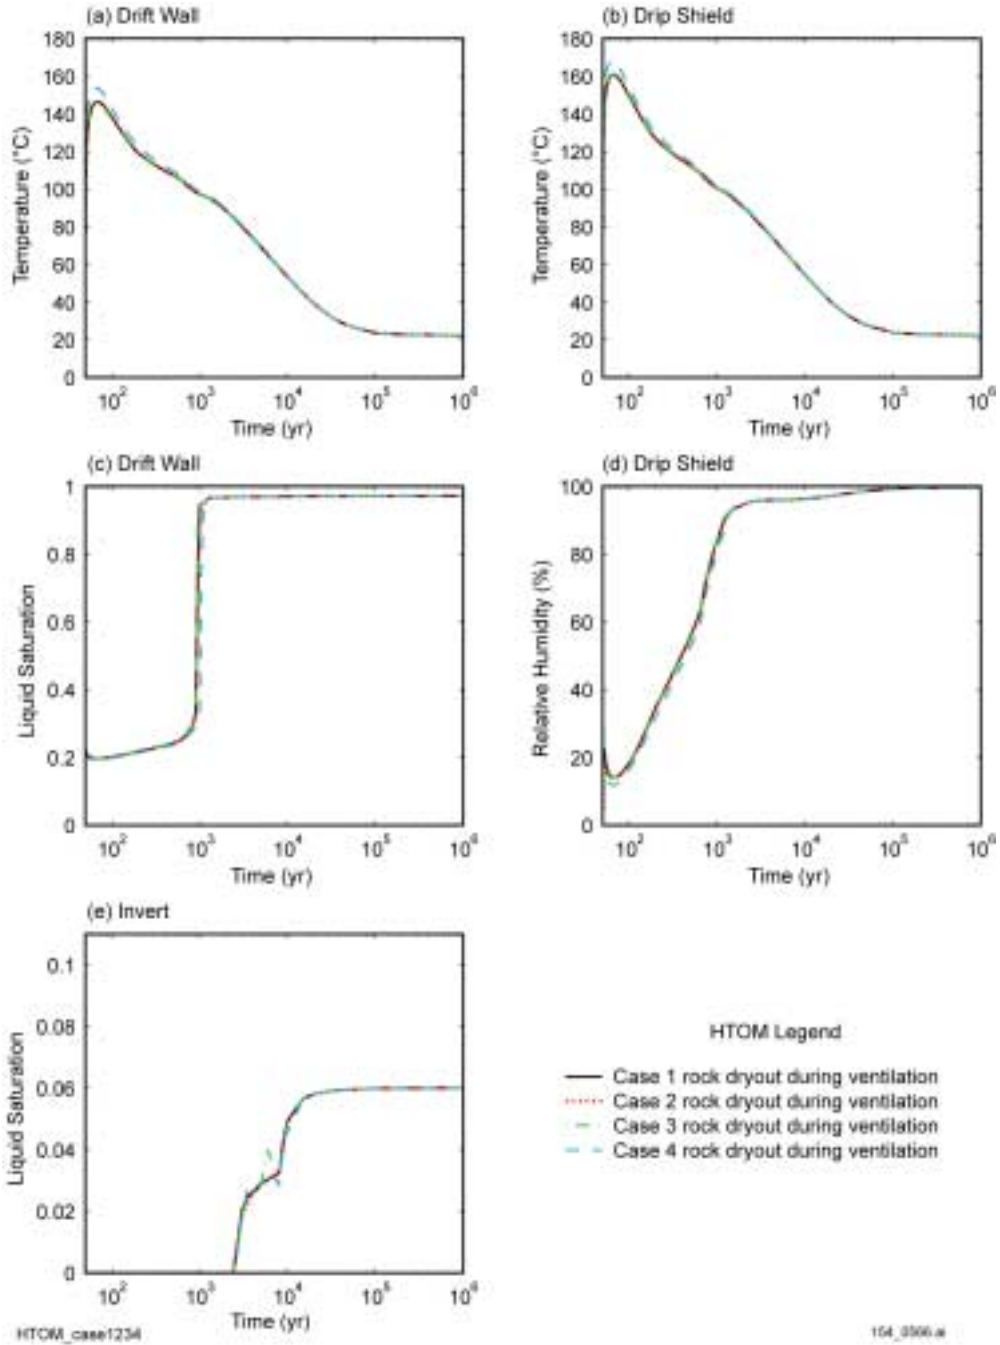 (a) Drift Wall
180
160
140
120
100
80
60
40
20
0
Temperature (°C)
10² 10³ 10⁴ 10⁵ 10⁶
Time (yr)
(b) Drip Shield
180
160
140
120
100
80
60
40
20
0
Temperature (°C)
10² 10³ 10⁴ 10⁵ 10⁶
Time (yr)
(c) Drift Wall
1
0.8
0.6
0.4
0.2
0
Liquid Saturation
10² 10³ 10⁴ 10⁵ 10⁶
Time (yr)
(d) Drip Shield
100
80
60
40
20
0
Relative Humidity (%)
10² 10³ 10⁴ 10⁵ 10⁶
Time (yr)
(e) Invert
0.1
0.08
0.06
0.04
0.02
0
Liquid Saturation
10² 10³ 10⁴ 10⁵ 10⁶
Time (yr)
HTOM Legend
Case 1 rock dryout during ventilation
Case 2 rock dryout during ventilation
Case 3 rock dryout during ventilation
Case 4 rock dryout during ventilation
HTOM_case1234
154_0566.ai